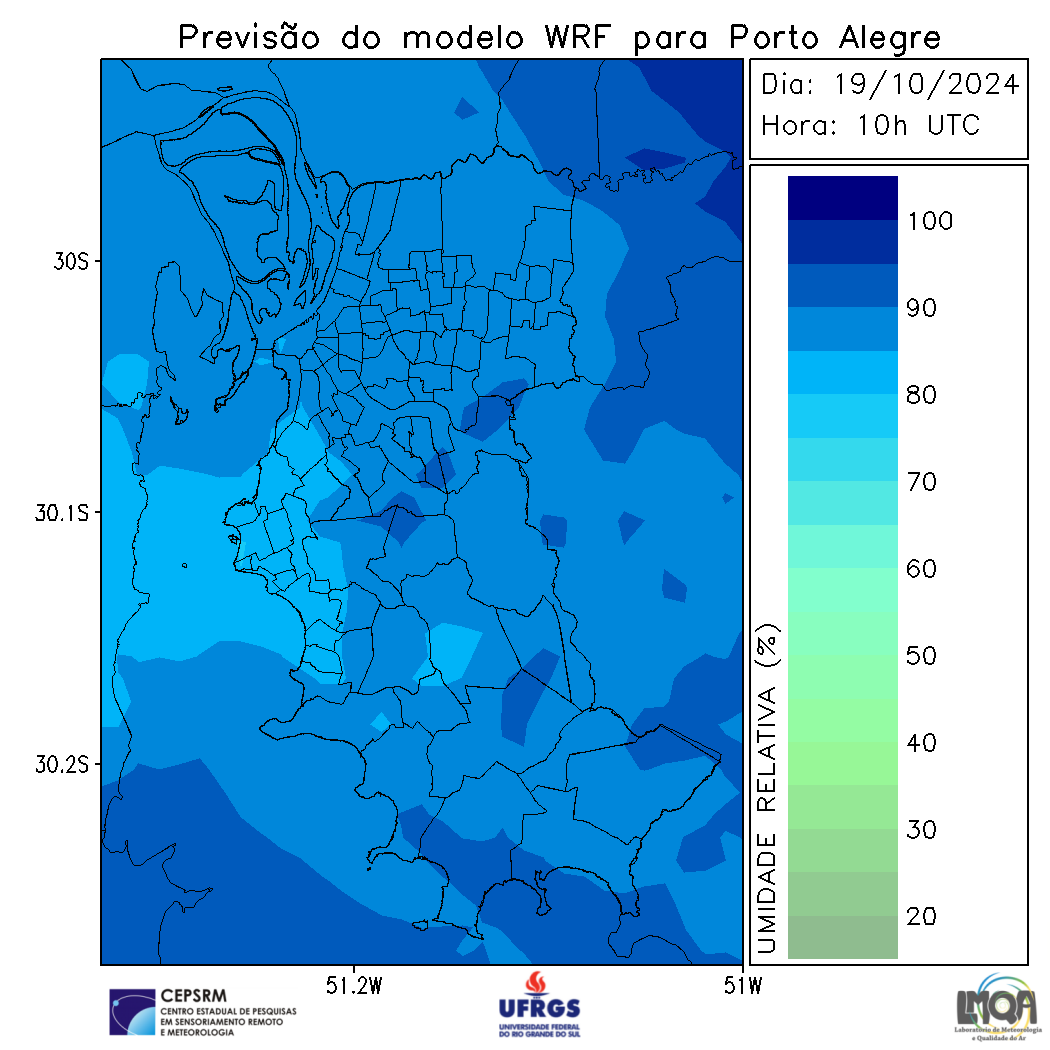 Previsão do modelo WRF para Porto Alegre
Dia: 19/10/2024
Hora: 10h UTC
30S
30.1S
30.2S
51.2W
51W
100
90
80
70
60
50
40
30
20
UMIDADE RELATIVA (%)
CEPSRM
CENTRO ESTADUAL DE PESQUISAS
EM SENSORIAMENTO REMOTO
E METEOROLOGIA
UFRGS
UNIVERSIDADE FEDERAL
DO RIO GRANDE DO SUL
LMQA
Laboratório de Meteorologia
e Qualidade do Ar